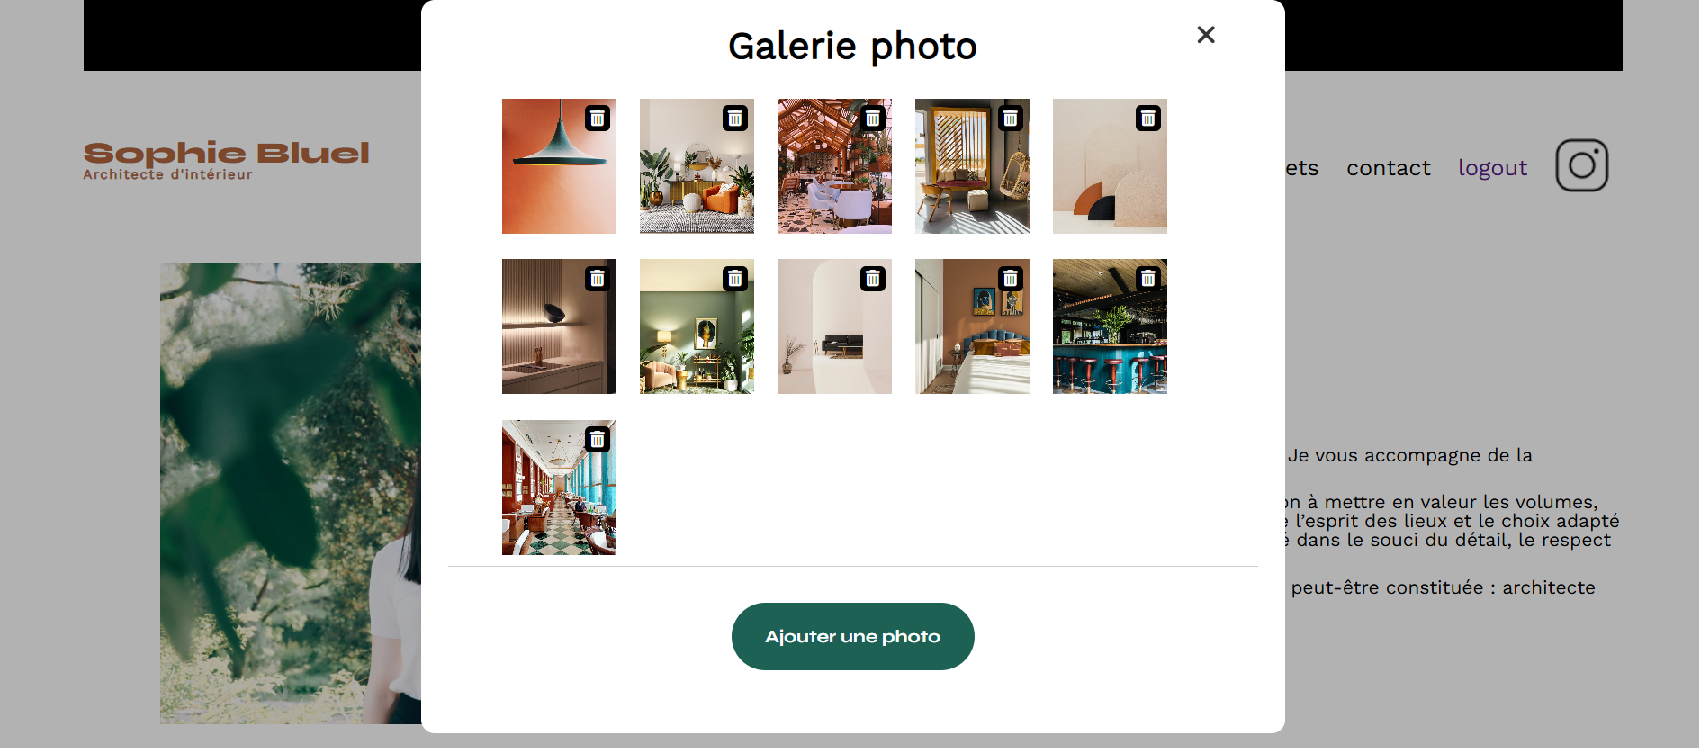 Galerie photo
Sophie Bluel
Architecte d'intérieur
ets contact logout
Je vous accompagne de la
on à mettre en valeur les volumes,
l'esprit des lieux et le choix adapté
dans le souci du détail, le respect
peut-être constituée : architecte
Ajouter une photo